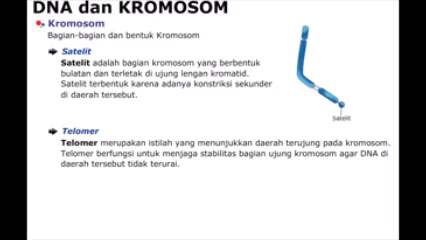 DNA dan KROMOSOM
Kromosom
Bagian-bagian dan bentuk Kromosom
Satelit
Satelit adalah bagian kromosom yang berbentuk
bulatan dan terletak di ujung lengan kromatid.
Satelit terbentuk karena adanya konstriksi sekunder
di daerah tersebut.
Satelit
Telomer
Telomer merupakan istilah yang menunjukkan daerah terujung pada kromosom.
Telomer berfungsi untuk menjaga stabilitas bagian ujung kromosom agar DNA di
daerah tersebut tidak terurai.